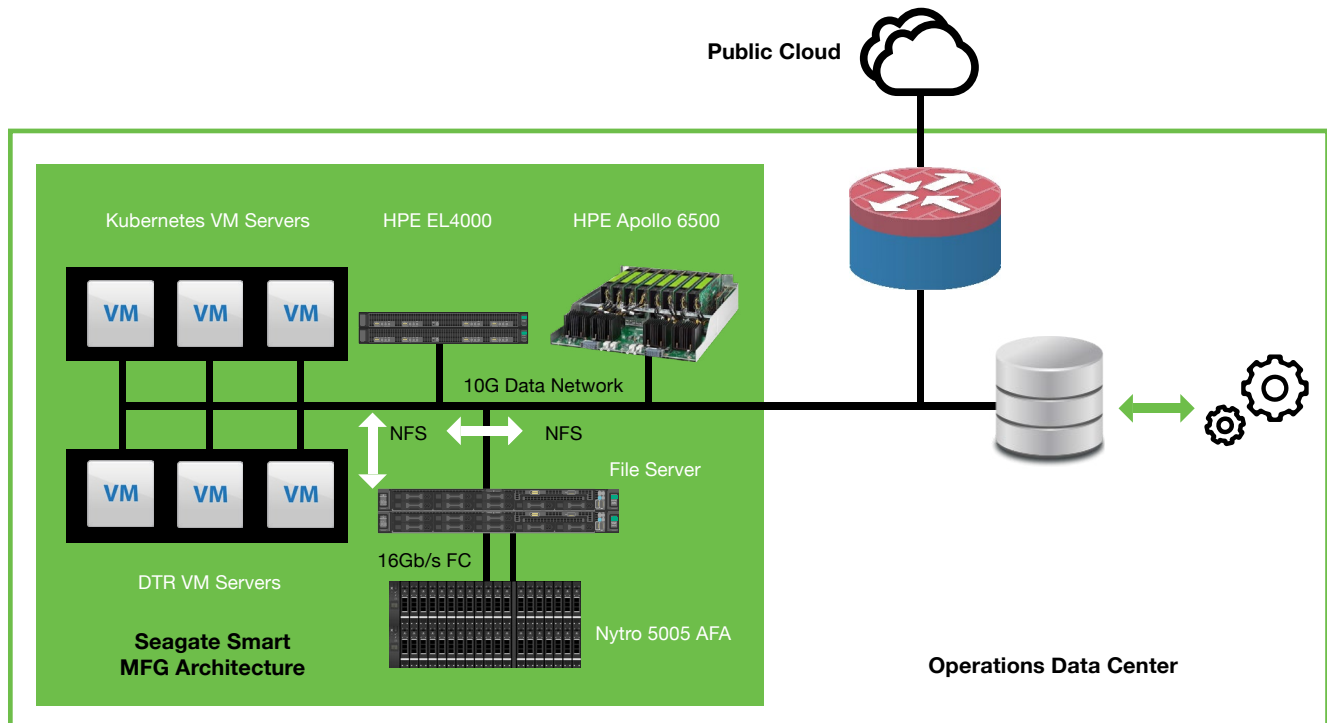 Public Cloud
Kubernetes VM Servers
HPE EL4000
HPE Apollo 6500
VM
VM
VM
10G Data Network
NFS
NFS
File Server
VM
VM
VM
16Gb/s FC
DTR VM Servers
Nytro 5005 AFA
Seagate Smart
MFG Architecture
Operations Data Center